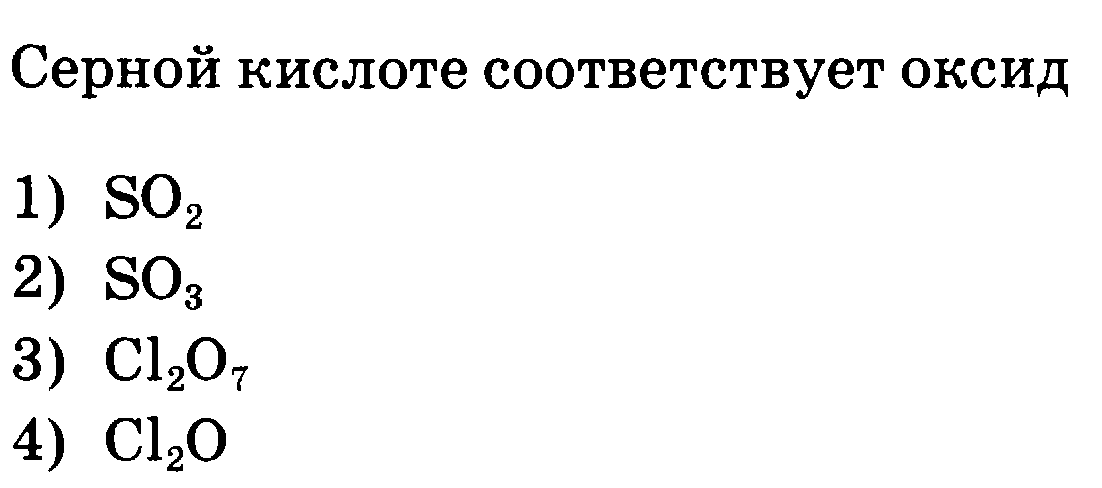 Серной кислоте соответствует оксид
1) SO₂
2) SO₃
3) Cl₂O₇
4) Cl₂O